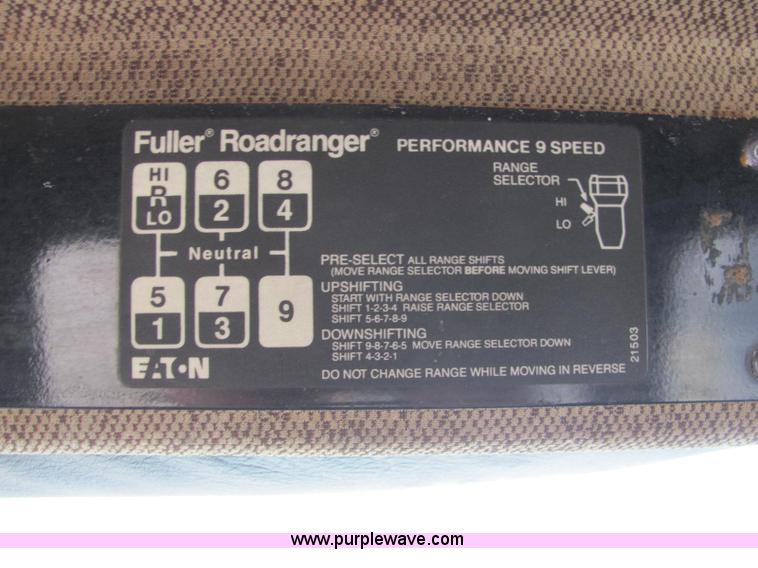 Fuller® Roadranger® PERFORMANCE 9 SPEED
HI
R
LO
6
2
8
4
RANGE
SELECTOR
HI
LO
Neutral
5
1
7
3
9
PRE-SELECT ALL RANGE SHIFTS
(MOVE RANGE SELECTOR BEFORE MOVING SHIFT LEVER)
UPSHIFTING
START WITH RANGE SELECTOR DOWN
SHIFT 1-2-3-4 RAISE RANGE SELECTOR
SHIFT 5-6-7-8-9
DOWNSHIFTING
SHIFT 9-8-7-6-5 MOVE RANGE SELECTOR DOWN
SHIFT 4-3-2-1
DO NOT CHANGE RANGE WHILE MOVING IN REVERSE
EATON
21503
www.purplewave.com